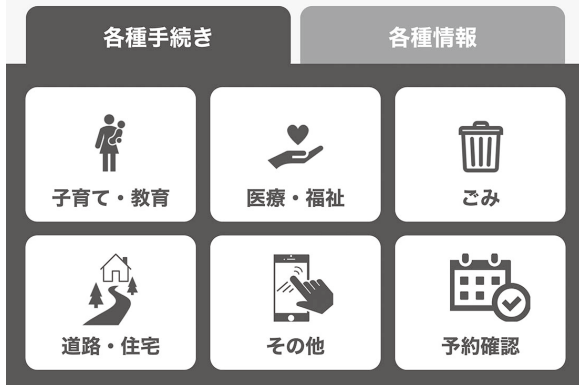 各種手続き
各種情報
子育て・教育
医療・福祉
ごみ
道路・住宅
その他
予約確認